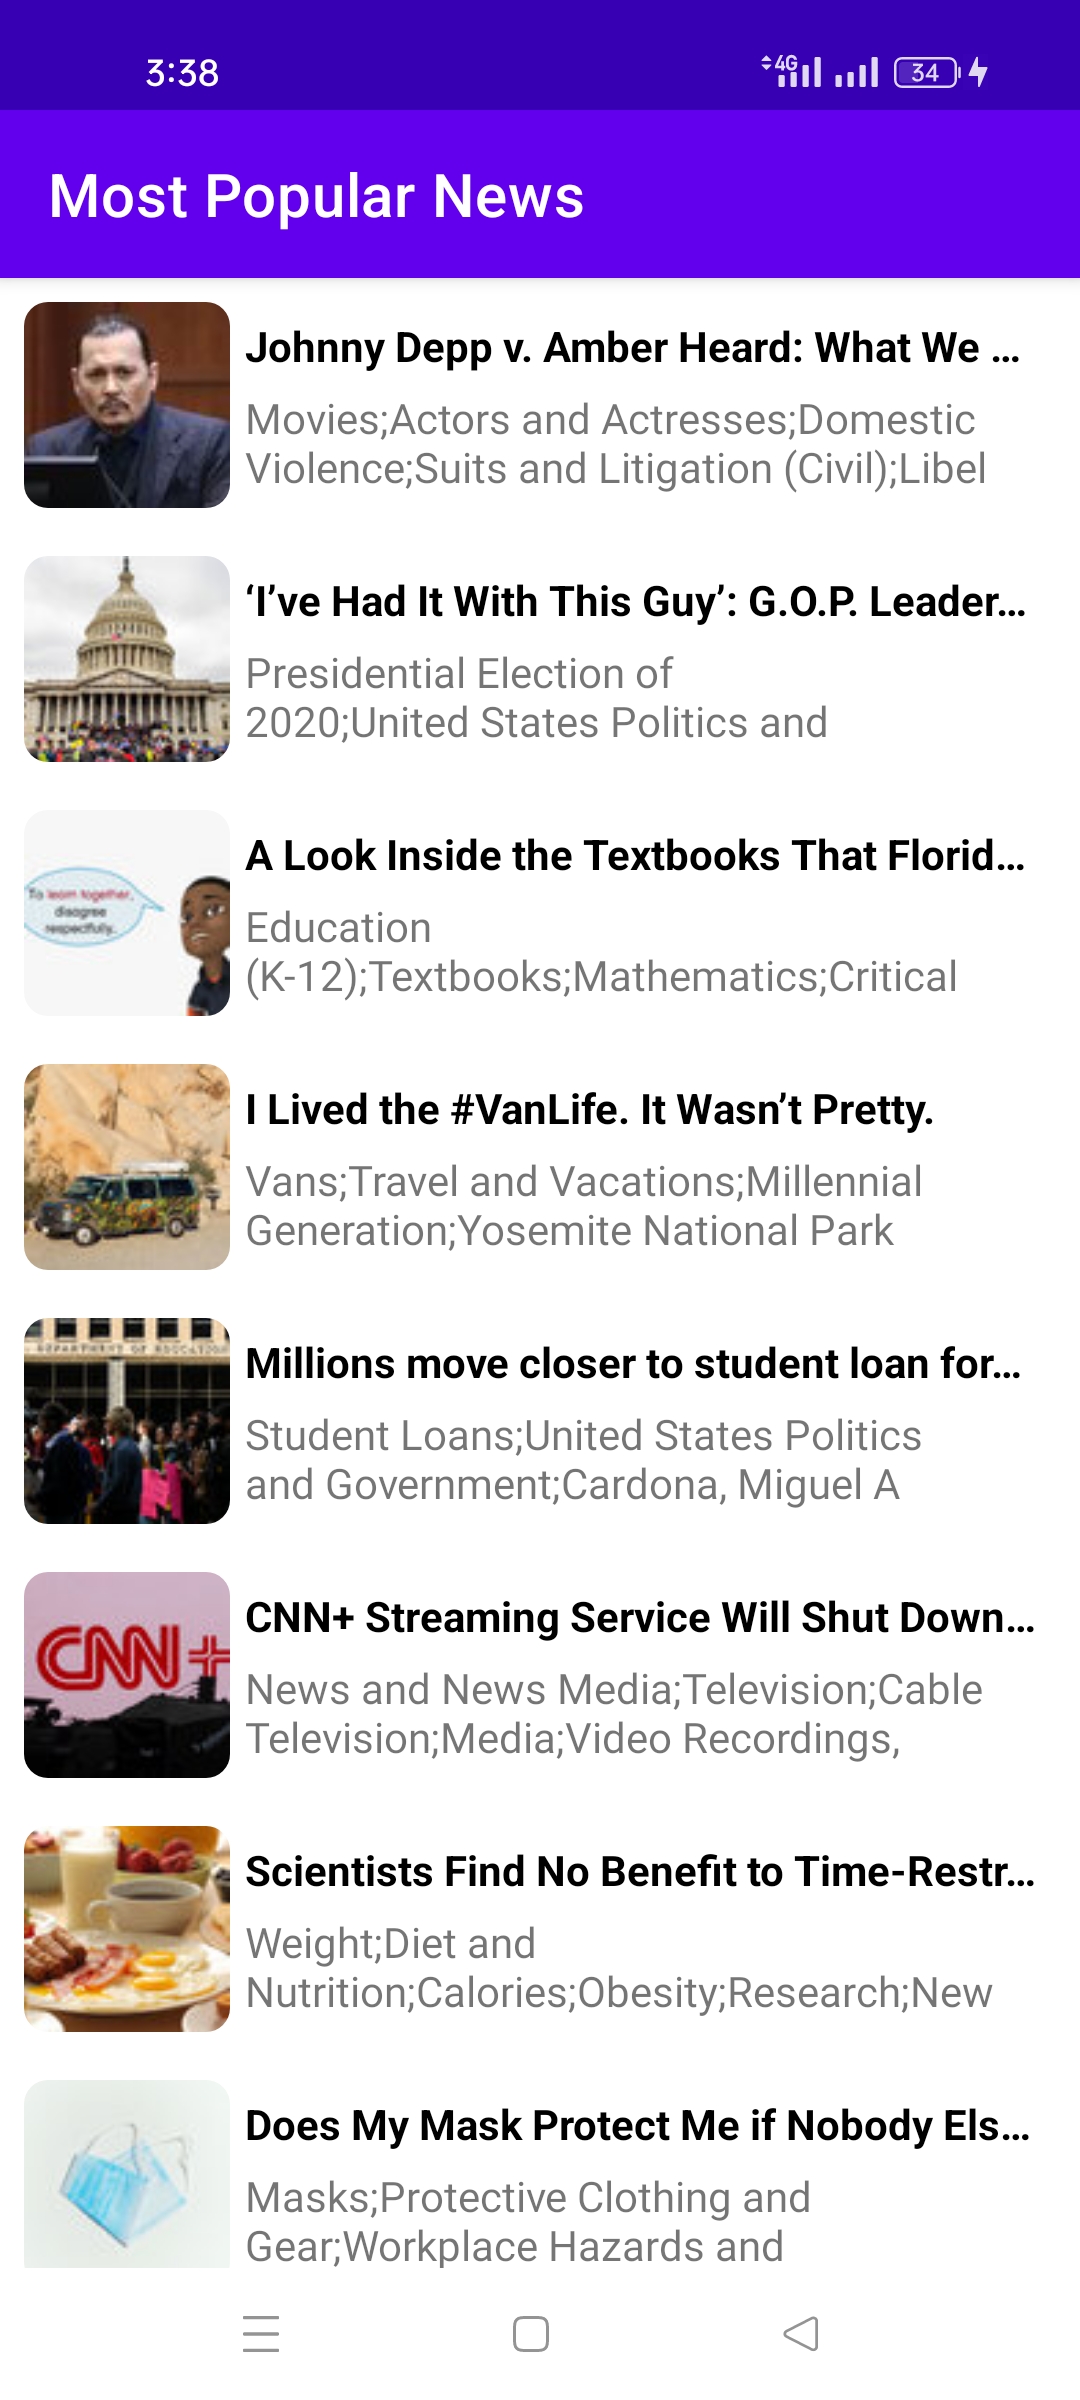 3:38
4G
34
Most Popular News
Johnny Depp v. Amber Heard: What We ...
Movies;Actors and Actresses;Domestic
Violence;Suits and Litigation (Civil);Libel
‘I’ve Had It With This Guy’: G.O.P. Leader...
Presidential Election of
2020;United States Politics and
To learn together,
disagree
respectfully.
A Look Inside the Textbooks That Florid...
Education
(K-12);Textbooks;Mathematics;Critical
I Lived the #VanLife. It Wasn’t Pretty.
Vans;Travel and Vacations;Millennial
Generation;Yosemite National Park
DEPARTMENT OF EDUCATION
Millions move closer to student loan for...
Student Loans;United States Politics
and Government;Cardona, Miguel A
CNN+
CNN+ Streaming Service Will Shut Down...
News and News Media;Television;Cable
Television;Media;Video Recordings,
Scientists Find No Benefit to Time-Restr...
Weight;Diet and
Nutrition;Calories;Obesity;Research;New
Does My Mask Protect Me if Nobody Els...
Masks;Protective Clothing and
Gear;Workplace Hazards and